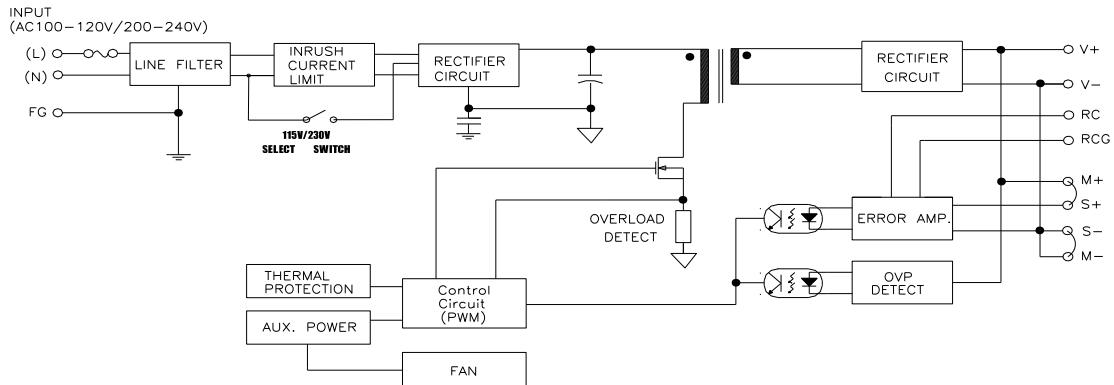 INPUT
(AC100-120V/200-240V)
(L)
(N)
FG
LINE FILTER
INRUSH
CURRENT
LIMIT
RECTIFIER
CIRCUIT
115V/230V
SELECT SWITCH
RECTIFIER
CIRCUIT
V+
V-
RC
RCG
M+
S+
S-
M-
OVERLOAD
DETECT
ERROR AMP.
OVP
DETECT
THERMAL
PROTECTION
Control
Circuit
(PWM)
AUX. POWER
FAN